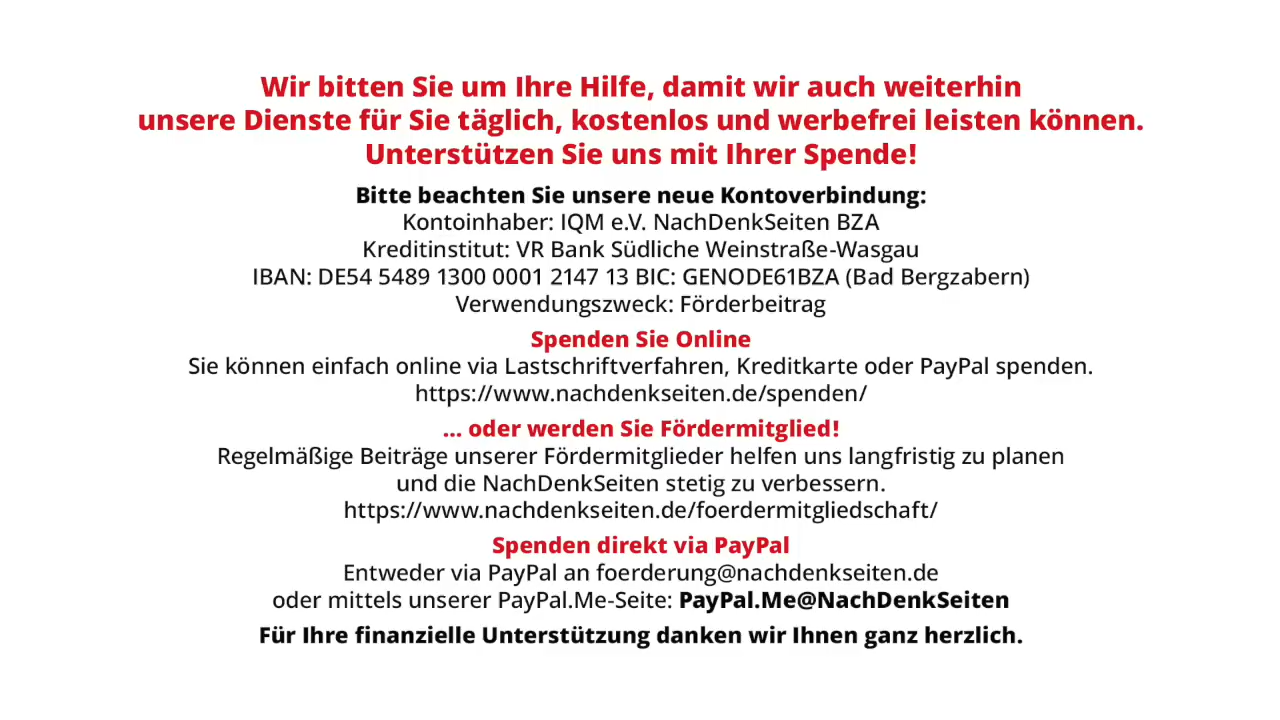 Wir bitten Sie um Ihre Hilfe, damit wir auch weiterhin
unsere Dienste für Sie täglich, kostenlos und werbefrei leisten können.
Unterstützen Sie uns mit Ihrer Spende!
Bitte beachten Sie unsere neue Kontoverbindung:
Kontoinhaber: IQM e.V. NachDenkSeiten BZA
Kreditinstitut: VR Bank Südliche Weinstraße-Wasgau
IBAN: DE54 5489 1300 0001 2147 13 BIC: GENODE61BZA (Bad Bergzabern)
Verwendungszweck: Förderbeitrag
Spenden Sie Online
Sie können einfach online via Lastschriftverfahren, Kreditkarte oder PayPal spenden.
https://www.nachdenkseiten.de/spenden/
... oder werden Sie Fördermitglied!
Regelmäßige Beiträge unserer Fördermitglieder helfen uns langfristig zu planen
und die NachDenkSeiten stetig zu verbessern.
https://www.nachdenkseiten.de/foerdermitgliedschaft/
Spenden direkt via PayPal
Entweder via PayPal an foerderung@nachdenkseiten.de
oder mittels unserer PayPal.Me-Seite: PayPal.Me@NachDenkSeiten
Für Ihre finanzielle Unterstützung danken wir Ihnen ganz herzlich.